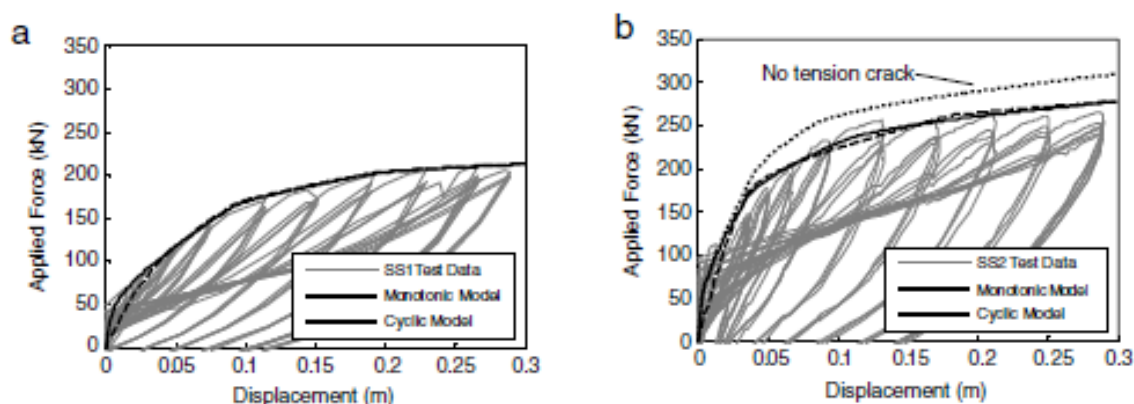 a
350
300
250
200
150
100
50
0
Applied Force (kN)
SS1Test Data
Monotonic Model
Cyclic Model
0 0.05 0.1 0.15 0.2 0.25 0.3
Displacement (m)
b
350
300
250
200
150
100
50
0
Applied Force (kN)
No tension crack
SS2 Test Data
Monotonic Model
Cyclic Model
0 0.05 0.1 0.15 0.2 0.25 0.3
Displacement (m)